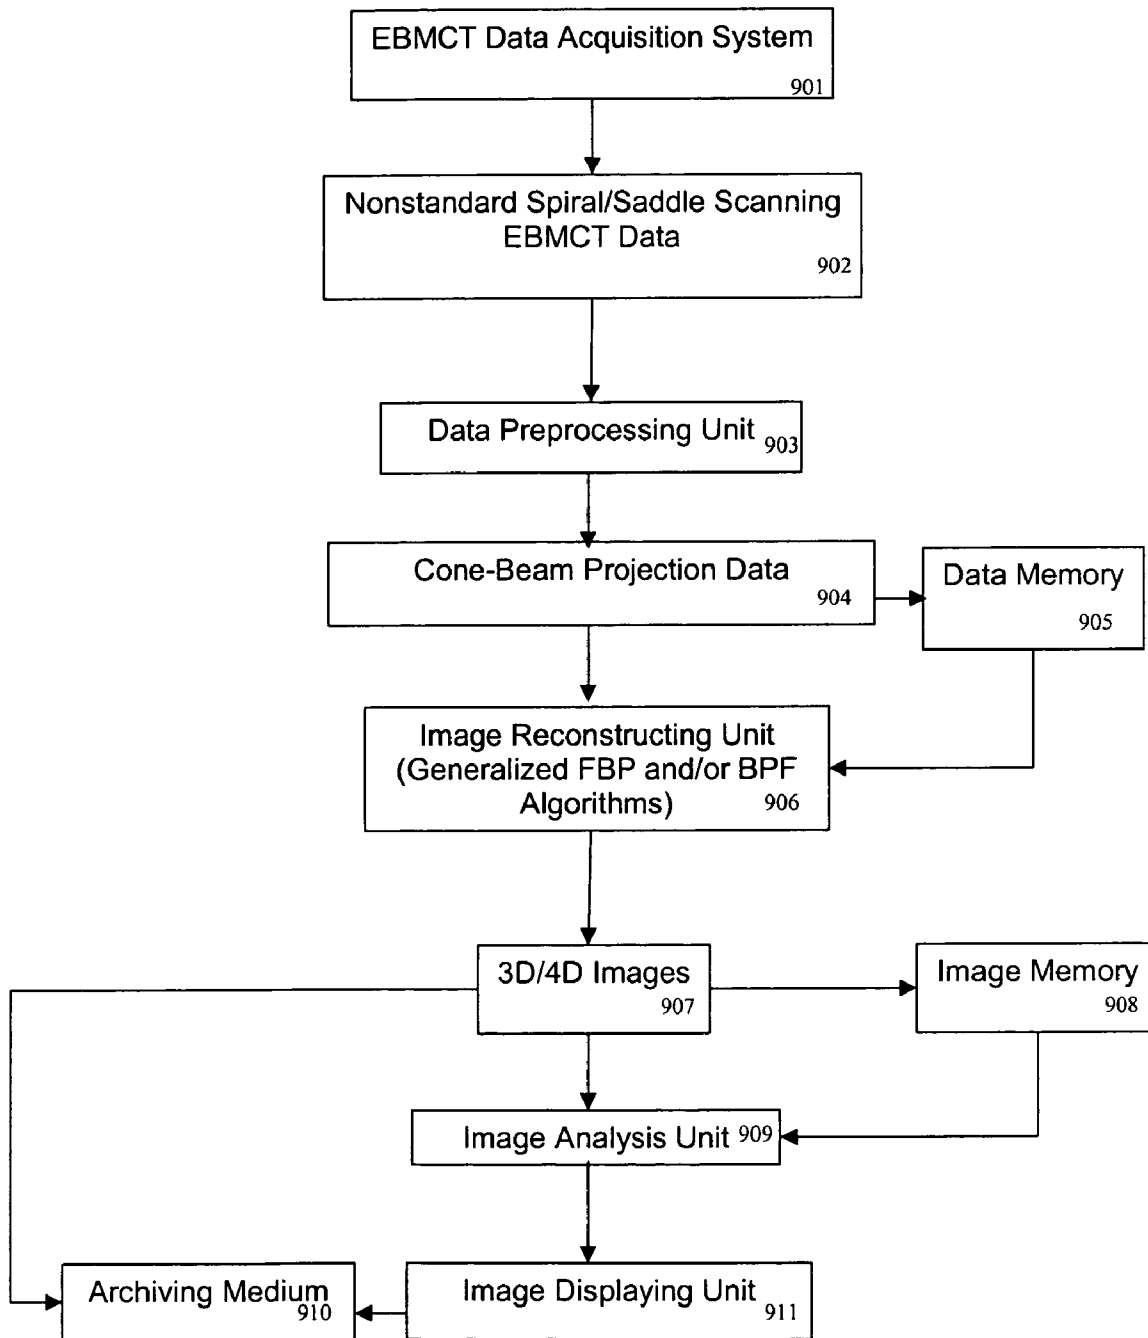 EBMCT Data Acquisition System
901
Nonstandard Spiral/Saddle Scanning
EBMCT Data
902
Data Preprocessing Unit
903
Cone-Beam Projection Data
904
Data Memory
905
Image Reconstructing Unit
(Generalized FBP and/or BPF
Algorithms)
906
3D/4D Images
907
Image Memory
908
Image Analysis Unit 909
Archiving Medium
910
Image Displaying Unit
911